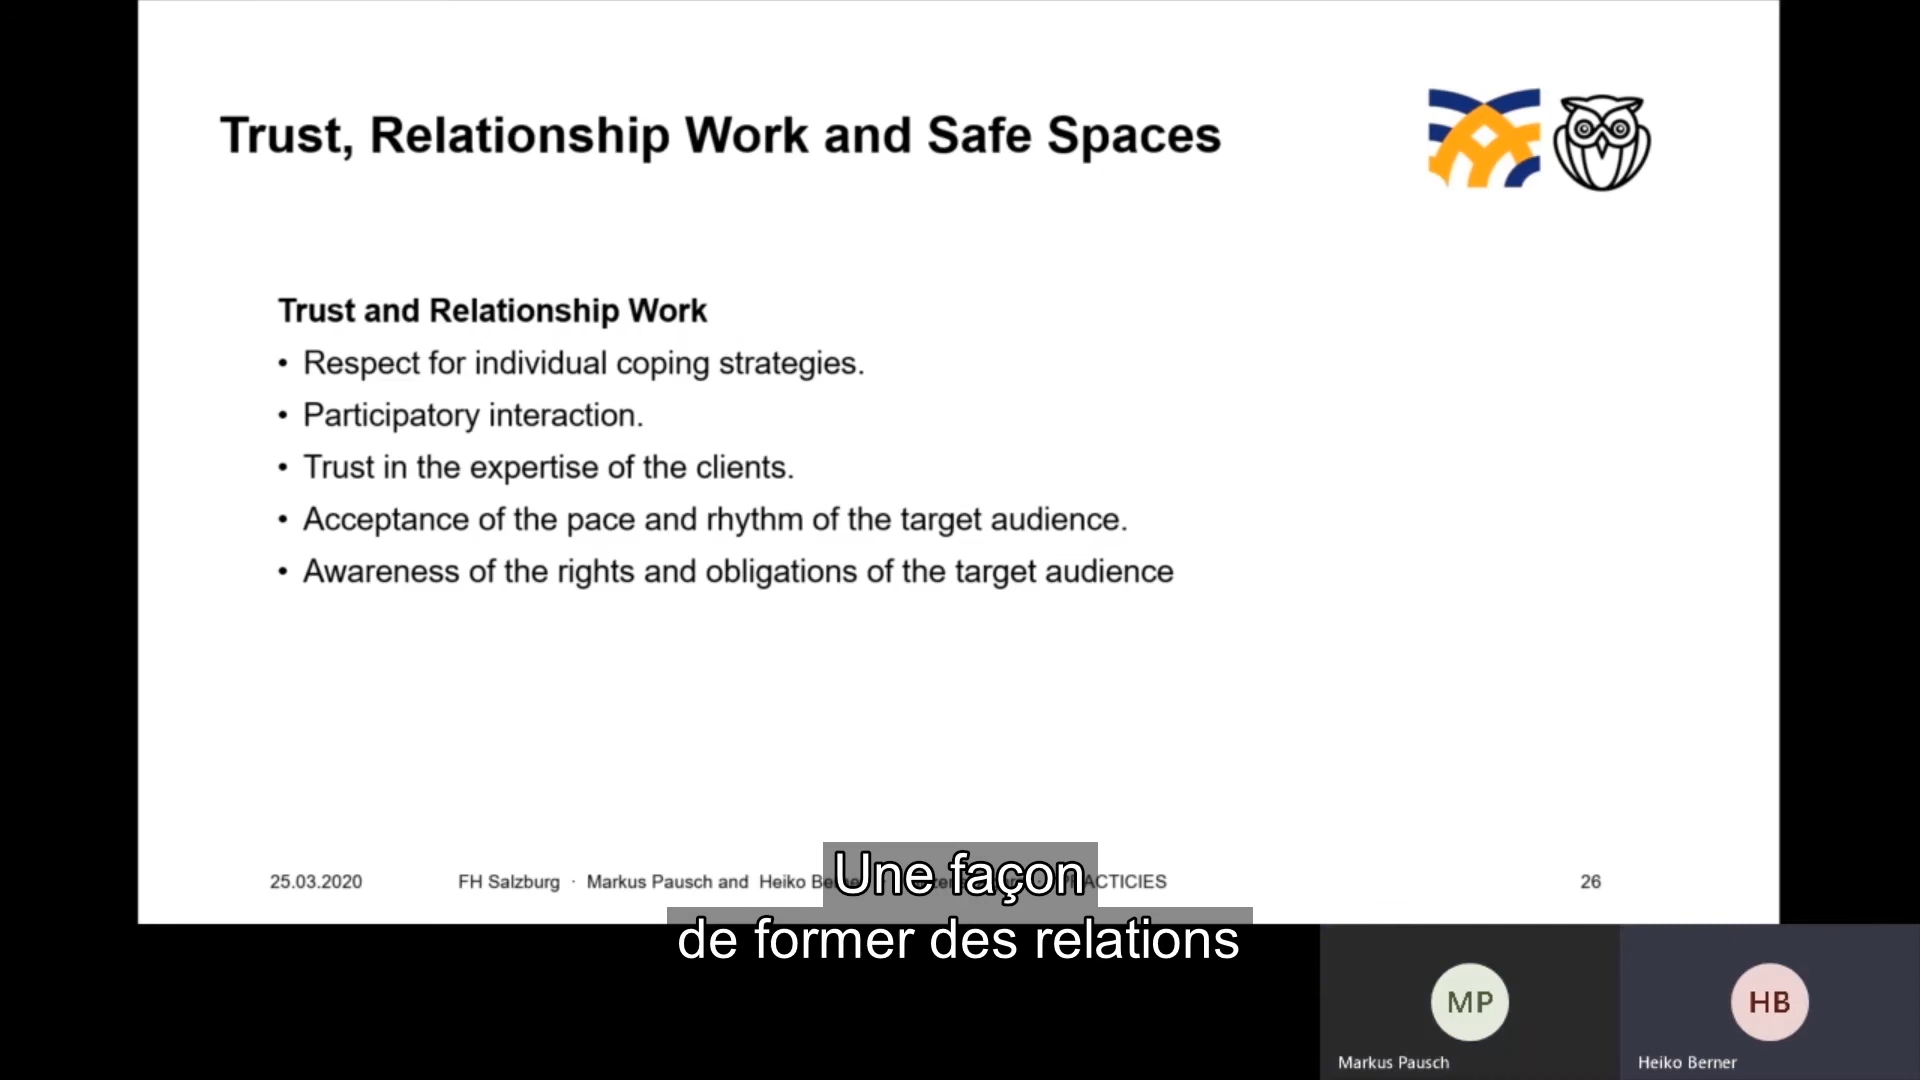 Trust, Relationship Work and Safe Spaces
Trust and Relationship Work
• Respect for individual coping strategies.
• Participatory interaction.
• Trust in the expertise of the clients.
• Acceptance of the pace and rhythm of the target audience.
• Awareness of the rights and obligations of the target audience
25.03.2020 FH Salzburg · Markus Pausch and Heiko 26
Une façon
de former des relations
MP HB
Markus Pausch Heiko Berner